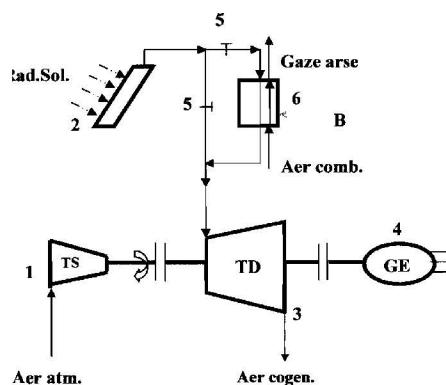 5
Gaze arse
Rad.Sol.
5
6
2
B
Aer comb.
4
1
TS
TD
GE
3
Aer atm.
Aer cogen.